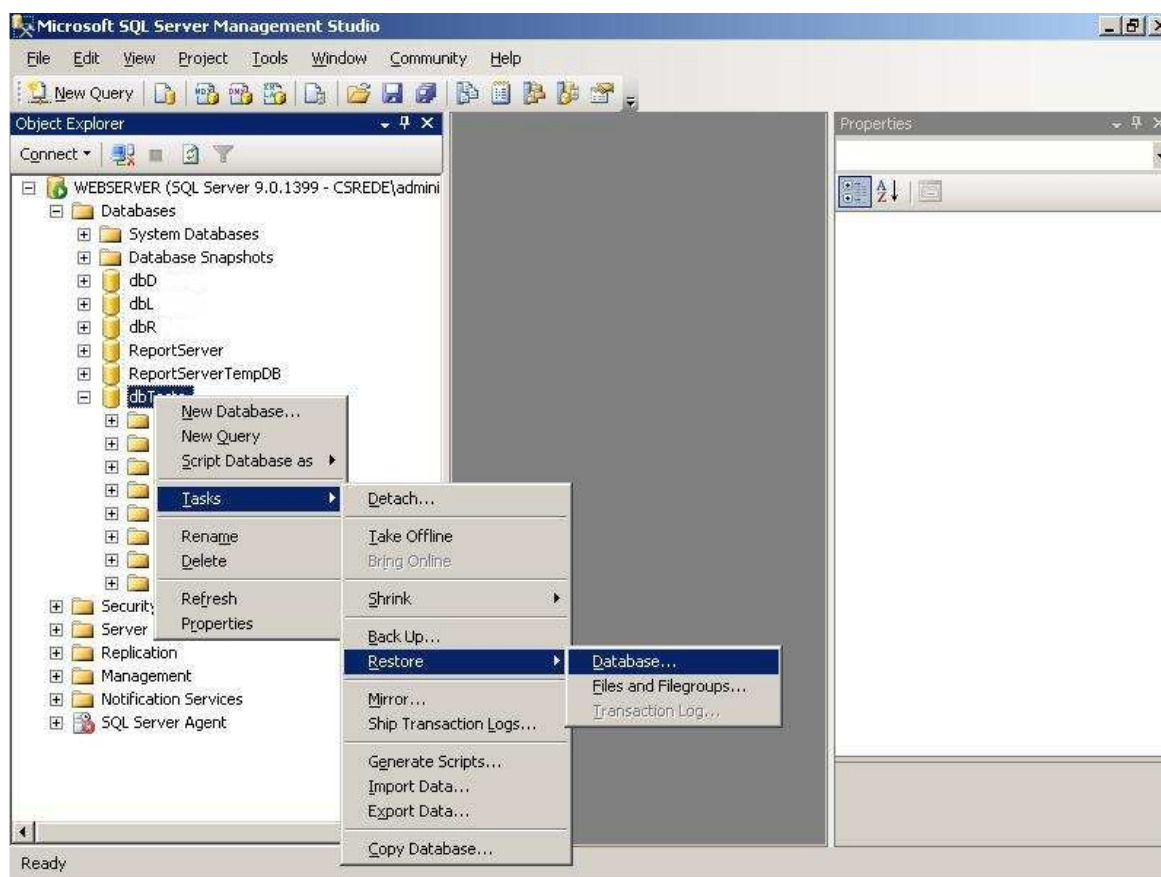 Microsoft SQL Server Management Studio
File Edit View Project Tools Window Community Help
New Query
Object Explorer
Properties
Connect
WEBSERVER (SQL Server 9.0.1399 - CSREDE\admini
Databases
System Databases
Database Snapshots
dbD
dbL
dbR
ReportServer
ReportServerTempDB
New Database...
New Query
Script Database as
Tasks
Rename
Delete
Refresh
Properties
Detach...
Take Offline
Bring Online
Shrink
Back Up...
Restore
Mirror...
Ship Transaction Logs...
Generate Scripts...
Import Data...
Export Data...
Copy Database...
Database...
Files and Filegroups...
Transaction Log...
Security
Server
Replication
Management
Notification Services
SQL Server Agent
Ready